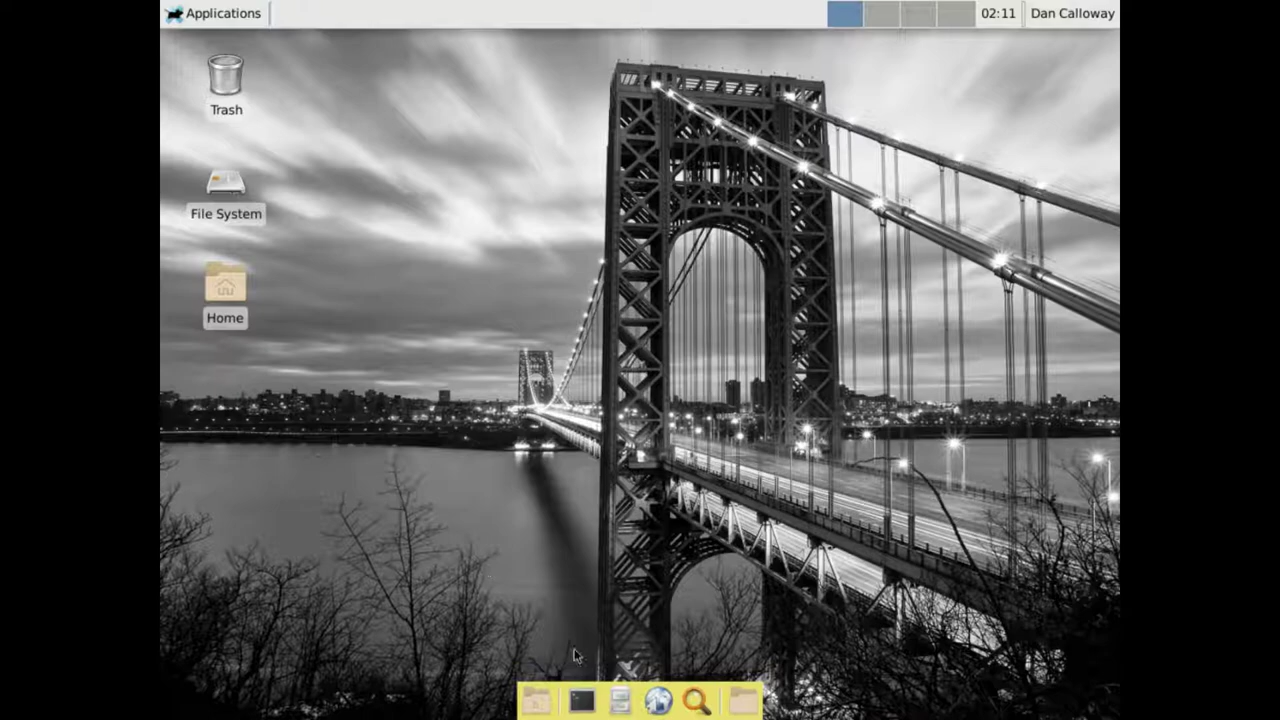 Applications
02:11
Dan Calloway
Trash
File System
Home